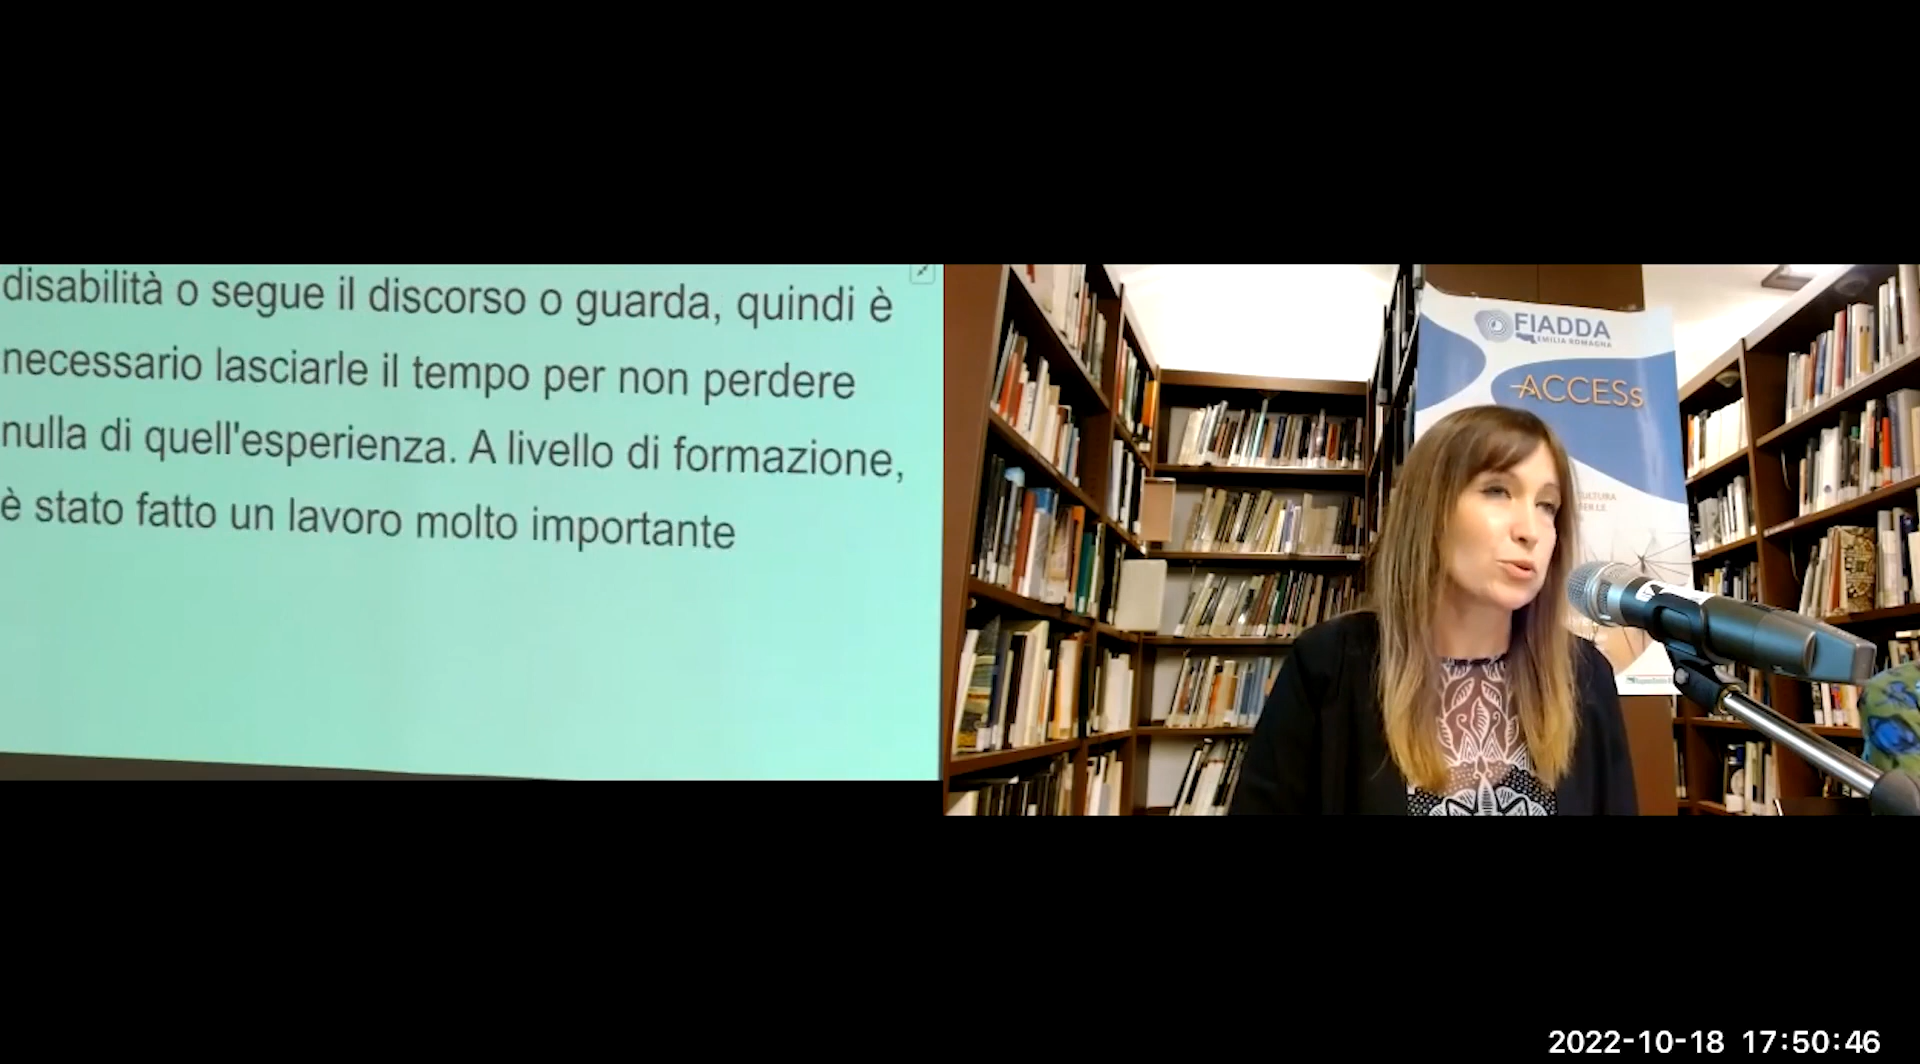 disabilità o segue il discorso o guarda, quindi è
necessario lasciarle il tempo per non perdere
nulla di quell'esperienza. A livello di formazione,
è stato fatto un lavoro molto importante
FIADDA
EMILIA ROMAGNA
ACCESs
2022-10-18 17:50:46